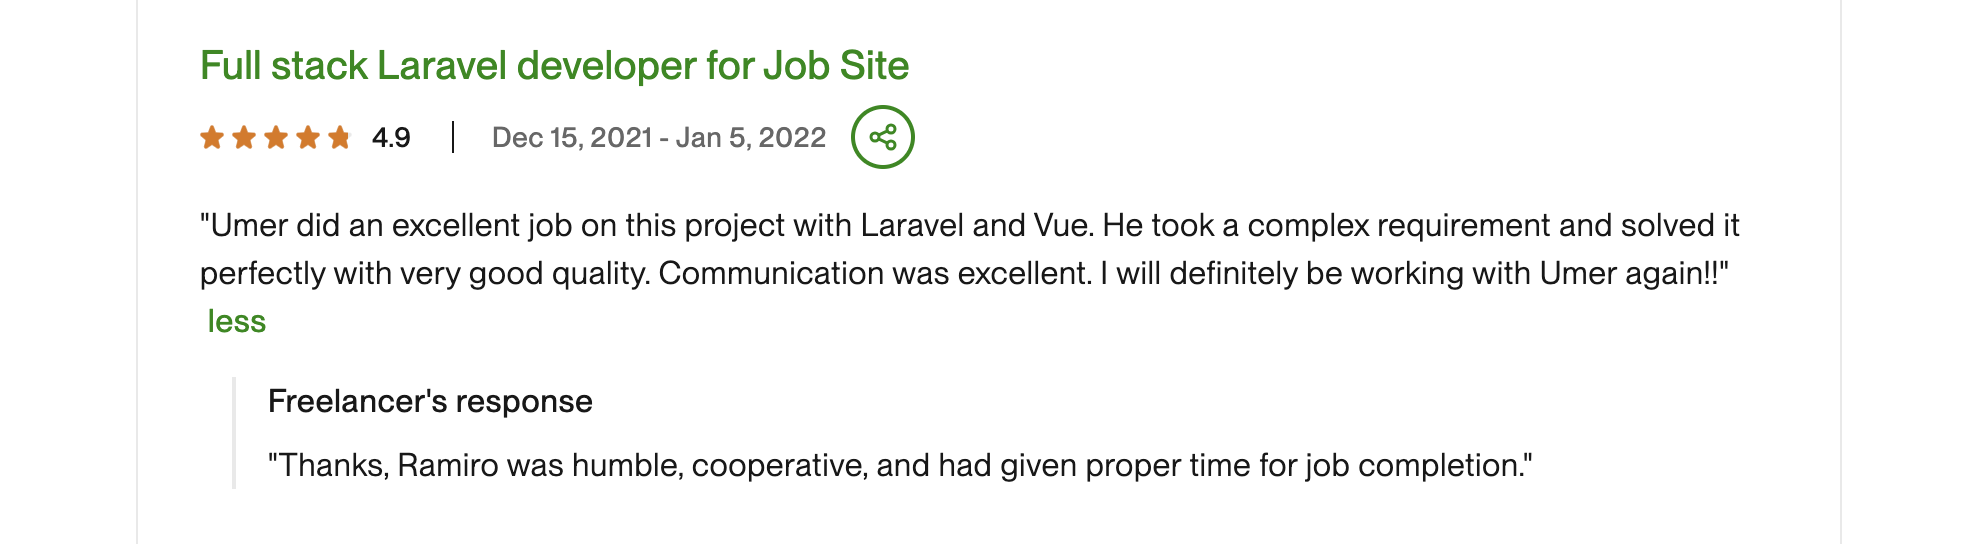 Full stack Laravel developer for Job Site
4.9 Dec 15, 2021 - Jan 5, 2022
"Umer did an excellent job on this project with Laravel and Vue. He took a complex requirement and solved it
perfectly with very good quality. Communication was excellent. I will definitely be working with Umer again!!"
less
Freelancer's response
"Thanks, Ramiro was humble, cooperative, and had given proper time for job completion."